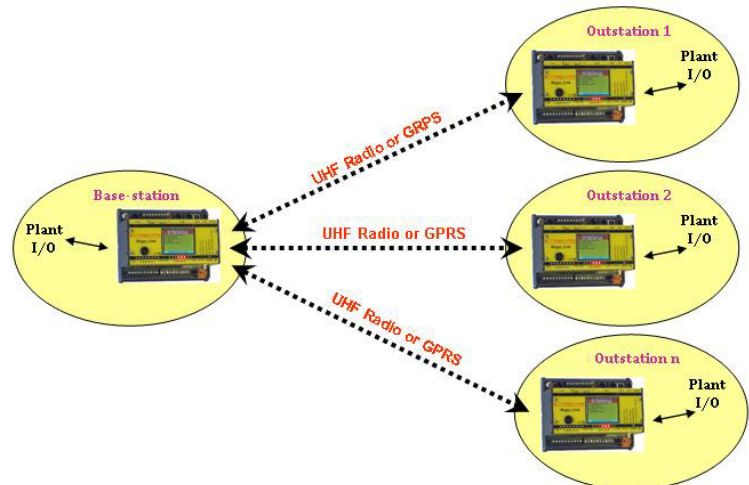 Outstation 1
Plant
I/O
UHF Radio or GRPS
Base-station
Plant
I/O
Outstation 2
Plant
I/O
UHF Radio or GPRS
UHF Radio or GPRS
Outstation n
Plant
I/O